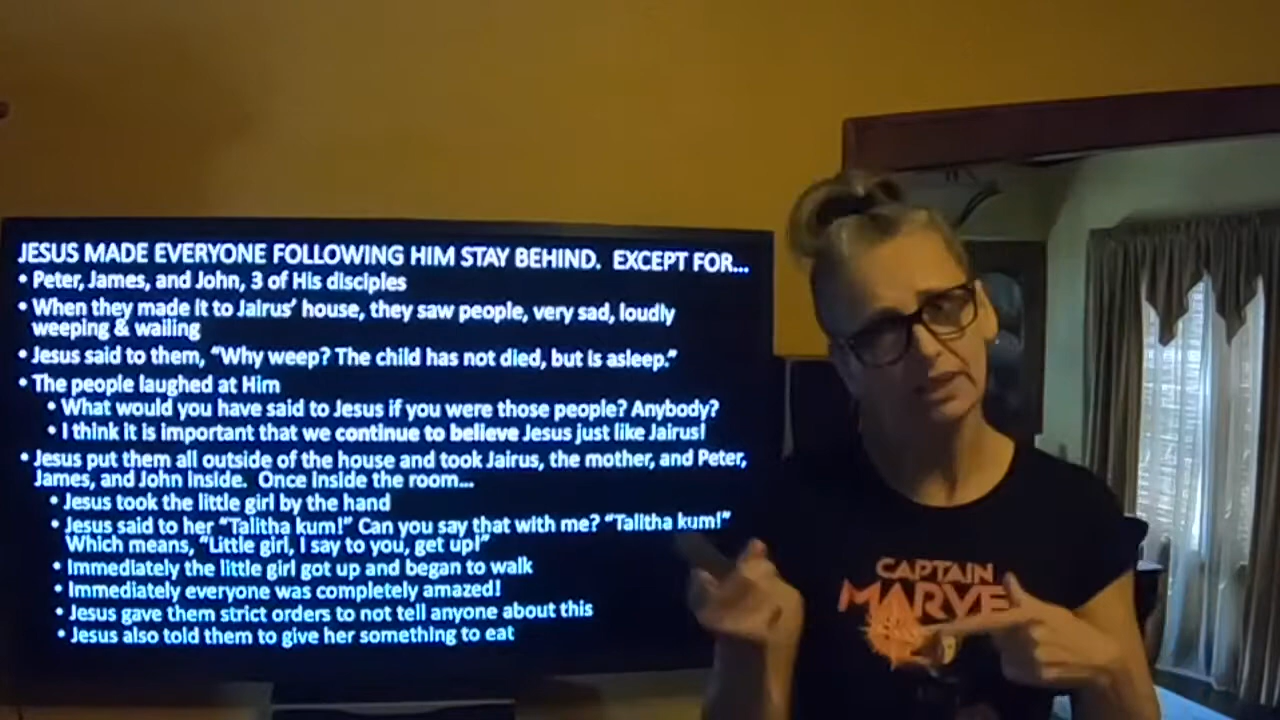 JESUS MADE EVERYONE FOLLOWING HIM STAY BEHIND. EXCEPT FOR...
• Peter, James, and John, 3 of His disciples
• When they made it to Jairus' house, they saw people, very sad, loudly
weeping & wailing
• Jesus said to them, "Why weep? The child has not died, but is asleep."
• The people laughed at Him
• What would you have said to Jesus if you were those people? Anybody?
• I think it is important that we continue to believe Jesus just like Jairus!
• Jesus put them all outside of the house and took Jairus, the mother, and Peter,
James, and John inside. Once inside the room...
• Jesus took the little girl by the hand
• Jesus said to her "Talitha kum!" Can you say that with me? "Talitha kum!"
Which means, "Little girl, I say to you, get up!"
• Immediately the little girl got up and began to walk
• Immediately everyone was completely amazed!
• Jesus gave them strict orders to not tell anyone about this
• Jesus also told them to give her something to eat
CAPTAIN
MARVE